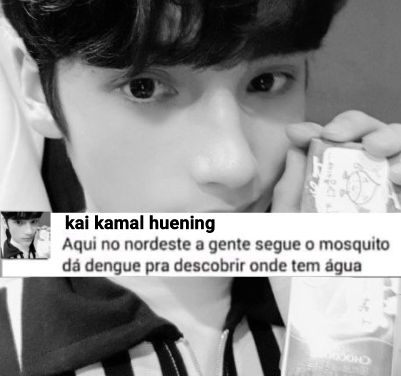 kai kamal huening
Aqui no nordeste a gente segue o mosquito
dá dengue pra descobrir onde tem água